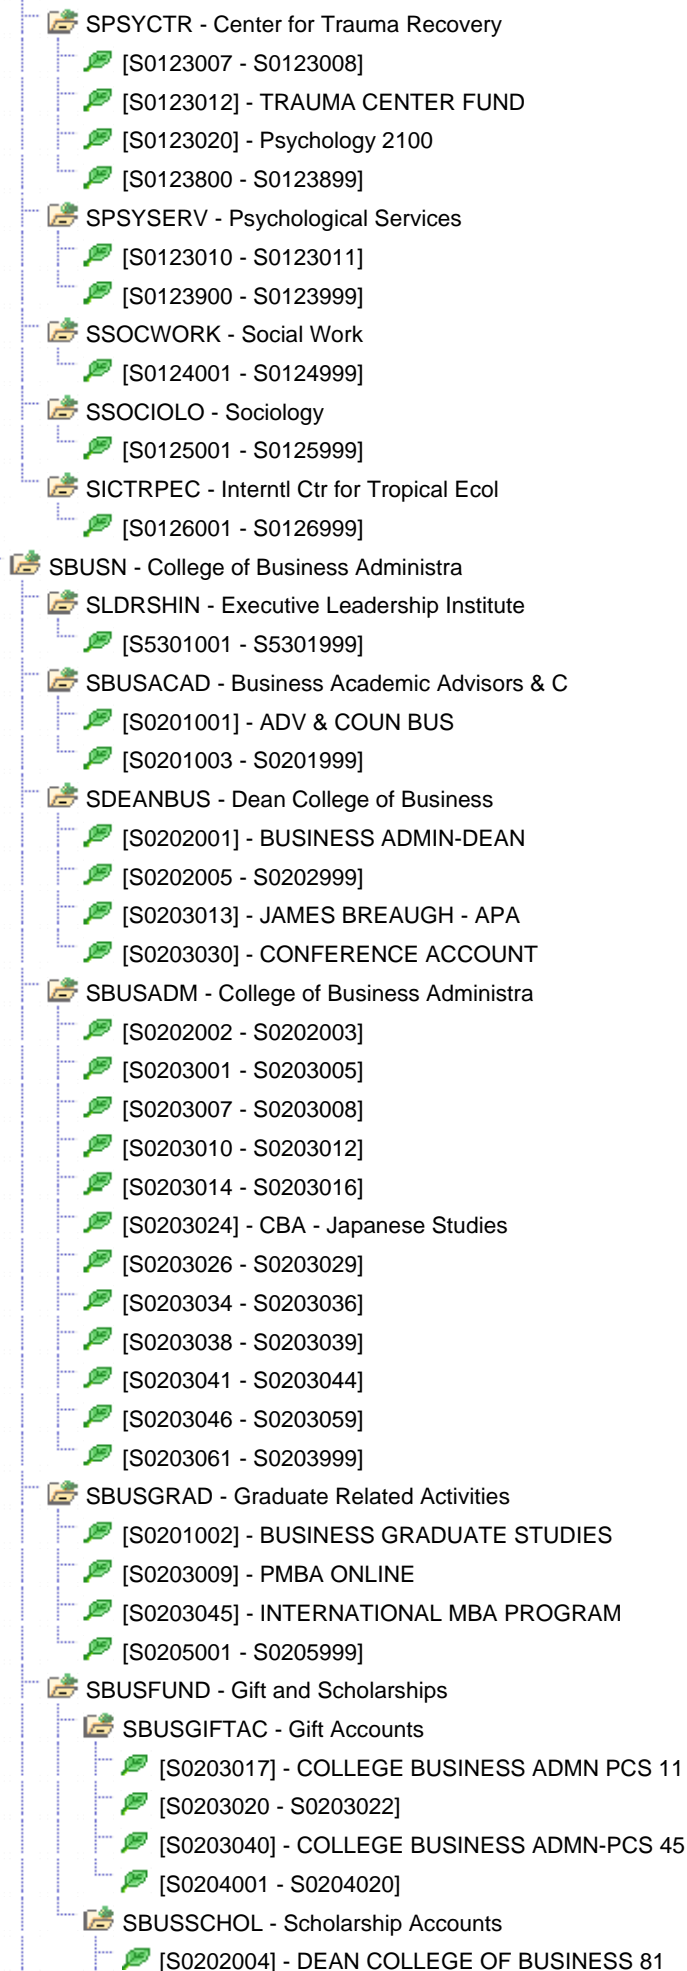 SPSYCTR - Center for Trauma Recovery
[S0123007 - S0123008]
[S0123012] - TRAUMA CENTER FUND
[S0123020] - Psychology 2100
[S0123800 - S0123899]
SPSYSERV - Psychological Services
[S0123010 - S0123011]
[S0123900 - S0123999]
SSOCWORK - Social Work
[S0124001 - S0124999]
SSOCIOLO - Sociology
[S0125001 - S0125999]
SICTRPEC - Interntl Ctr for Tropical Ecol
[S0126001 - S0126999]
SBUSN - College of Business Administra
SLDRSHIN - Executive Leadership Institute
[S5301001 - S5301999]
SBUSACAD - Business Academic Advisors & C
[S0201001] - ADV & COUN BUS
[S0201003 - S0201999]
SDEANBUS - Dean College of Business
[S0202001] - BUSINESS ADMIN-DEAN
[S0202005 - S0202999]
[S0203013] - JAMES BREAUGH - APA
[S0203030] - CONFERENCE ACCOUNT
SBUSADM - College of Business Administra
[S0202002 - S0202003]
[S0203001 - S0203005]
[S0203007 - S0203008]
[S0203010 - S0203012]
[S0203014 - S0203016]
[S0203024] - CBA - Japanese Studies
[S0203026 - S0203029]
[S0203034 - S0203036]
[S0203038 - S0203039]
[S0203041 - S0203044]
[S0203046 - S0203059]
[S0203061 - S0203999]
SBUSGRAD - Graduate Related Activities
[S0201002] - BUSINESS GRADUATE STUDIES
[S0203009] - PMBA ONLINE
[S0203045] - INTERNATIONAL MBA PROGRAM
[S0205001 - S0205999]
SBUSFUND - Gift and Scholarships
SBUSGIFTAC - Gift Accounts
[S0203017] - COLLEGE BUSINESS ADMN PCS 11
[S0203020 - S0203022]
[S0203040] - COLLEGE BUSINESS ADMN-PCS 45
[S0204001 - S0204020]
SBUSSCHOL - Scholarship Accounts
[S0202004] - DEAN COLLEGE OF BUSINESS 81